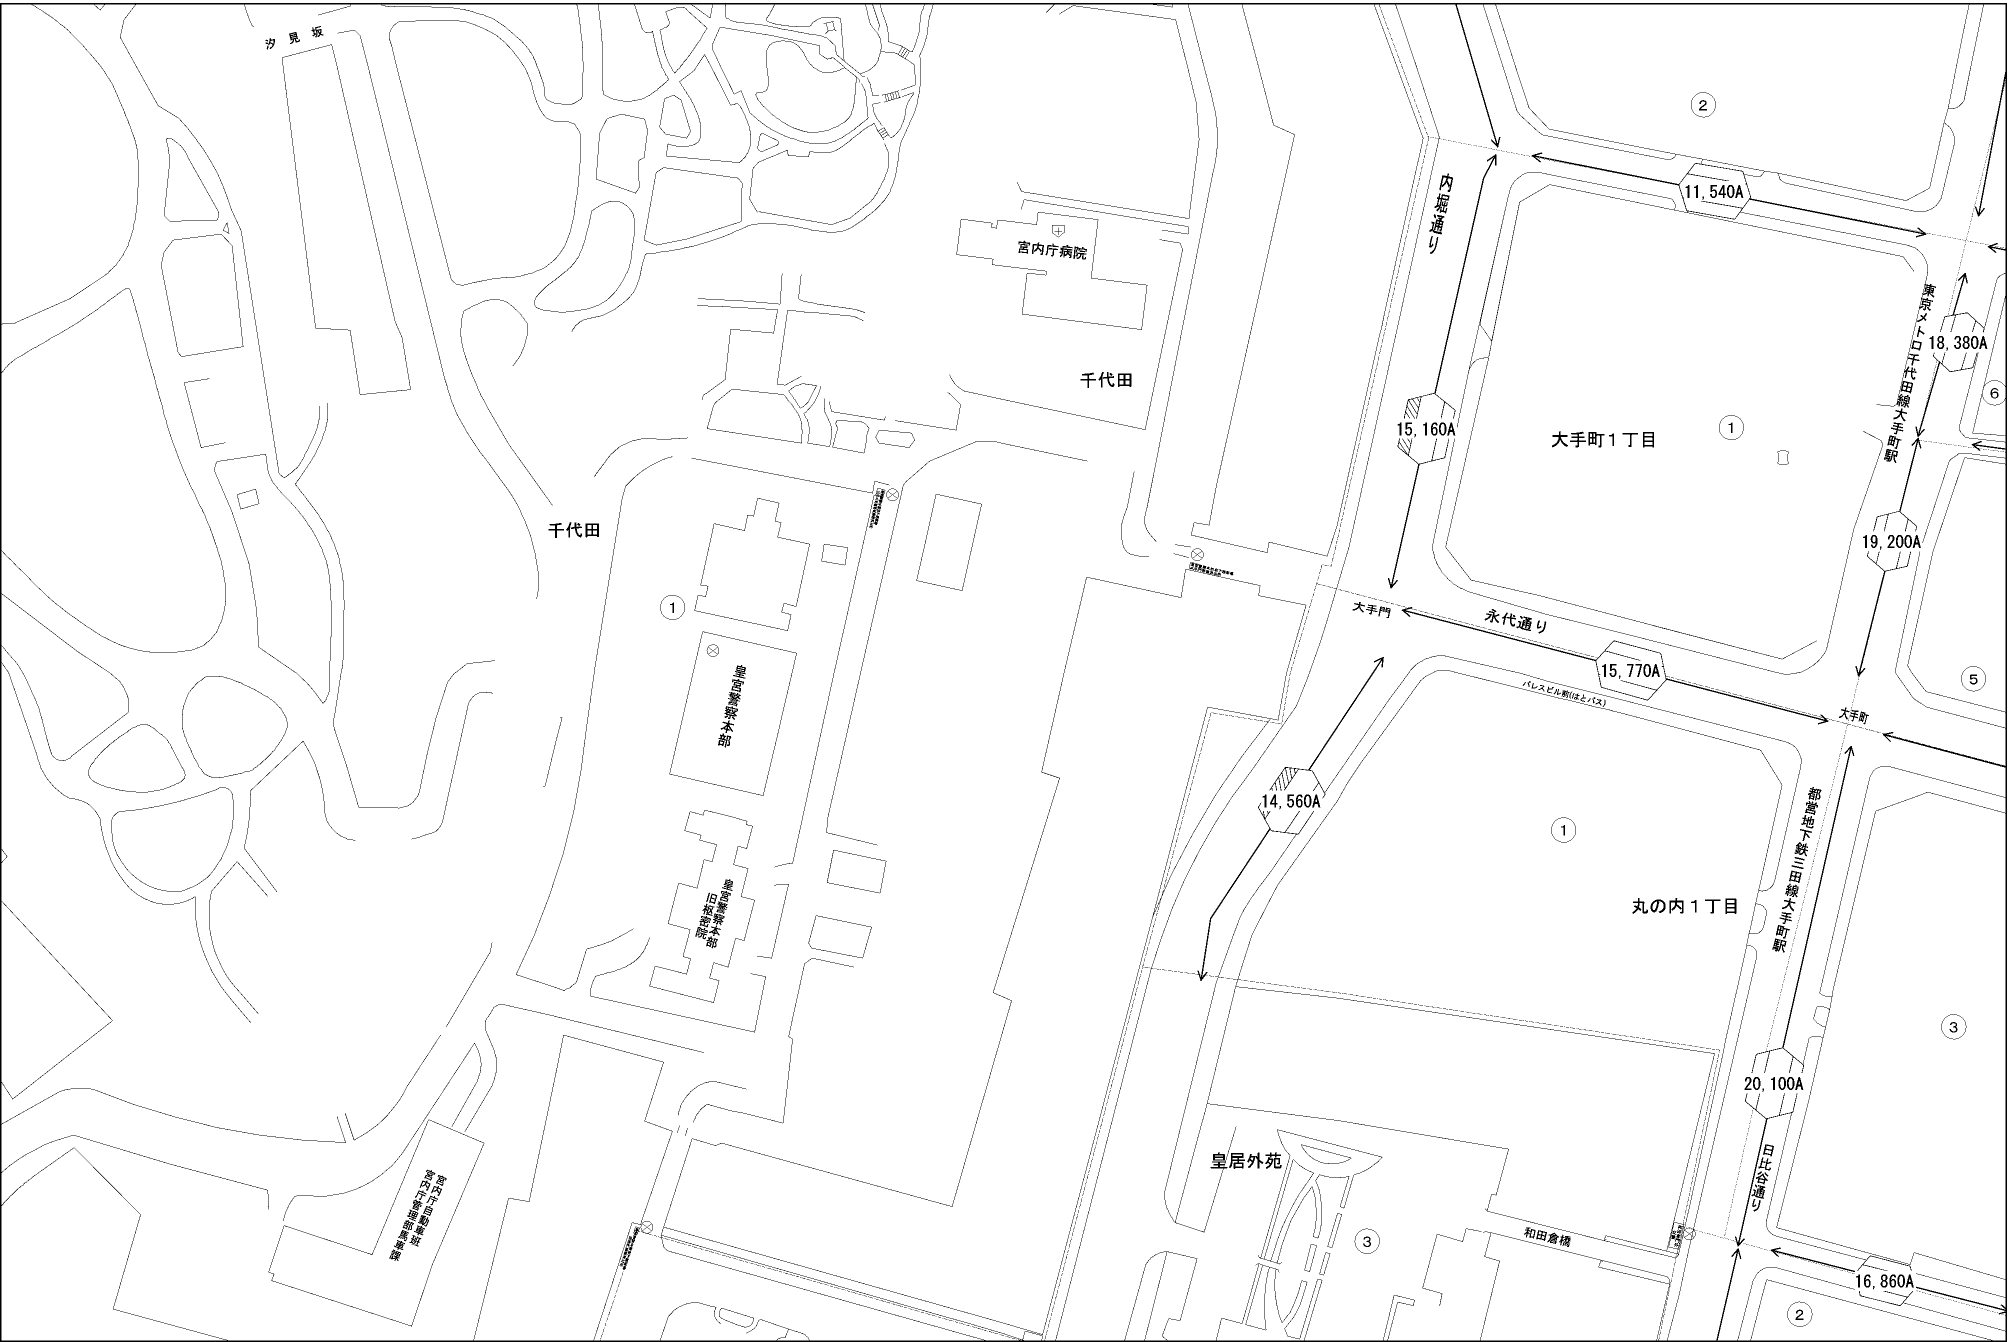 汐見坂
②
11,540A
内堀通り
宮内庁病院
東京メトロ千代田線大手町駅
18,380A
千代田
⑥
15,160A
大手町1丁目
①
千代田
19,200A
①
大手門
永代通り
15,770A
皇宮警察本部
⑤
パレスビル前(はとバス)
大手町
14,560A
都営地下鉄三田線大手町駅
①
丸の内1丁目
皇宮警察本部
旧枢密院
③
20,100A
皇居外苑
日比谷通り
宮内庁自動車班
宮内庁管理部馬車課
③
和田倉橋
16,860A
②